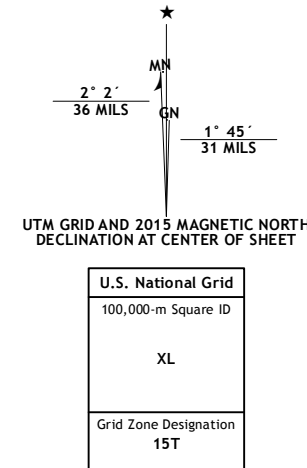 ★
MN
GN
2° 2´
36 MILS
1° 45´
31 MILS
UTM GRID AND 2015 MAGNETIC NORTH
DECLINATION AT CENTER OF SHEET
U.S. National Grid
100,000-m Square ID
XL
Grid Zone Designation
15T